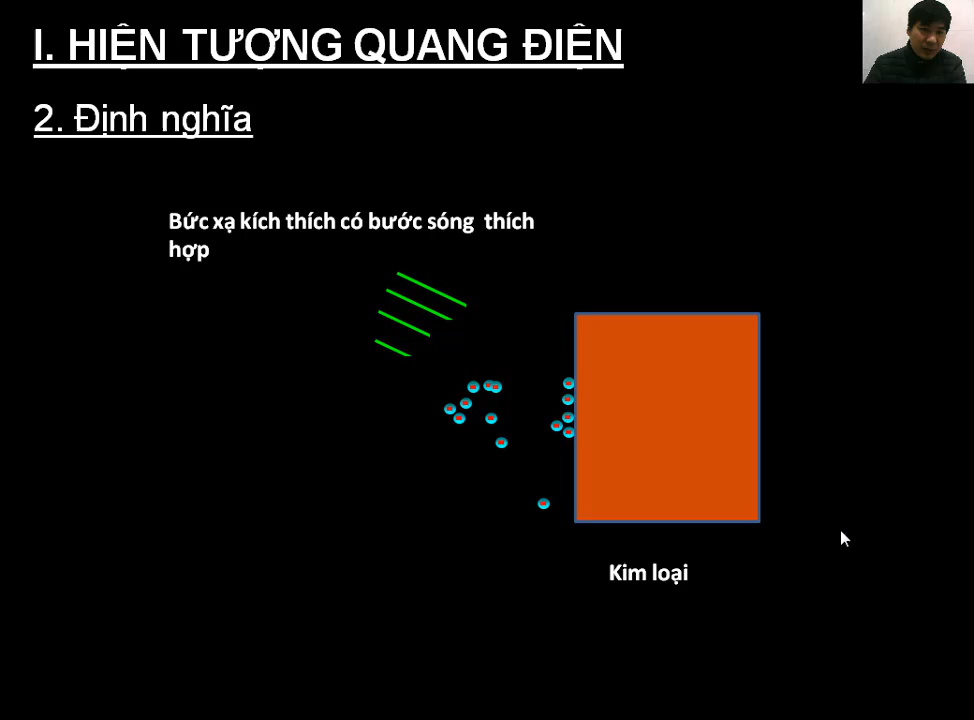 I. HIỆN TƯỢNG QUANG ĐIỆN
2. Định nghĩa
Bức xạ kích thích có bước sóng thích
hợp
Kim loại